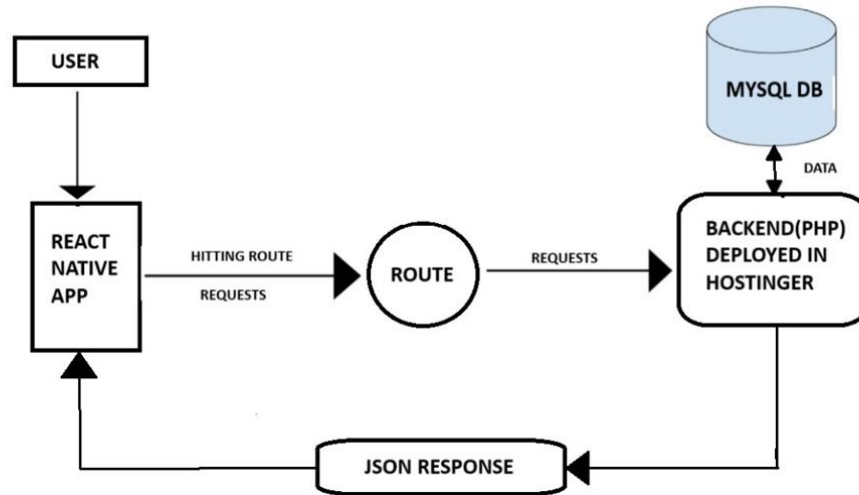 USER
MYSQL DB
DATA
REACT
NATIVE
APP
HITTING ROUTE
REQUESTS
ROUTE
REQUESTS
BACKEND(PHP)
DEPLOYED IN
HOSTINGER
JSON RESPONSE